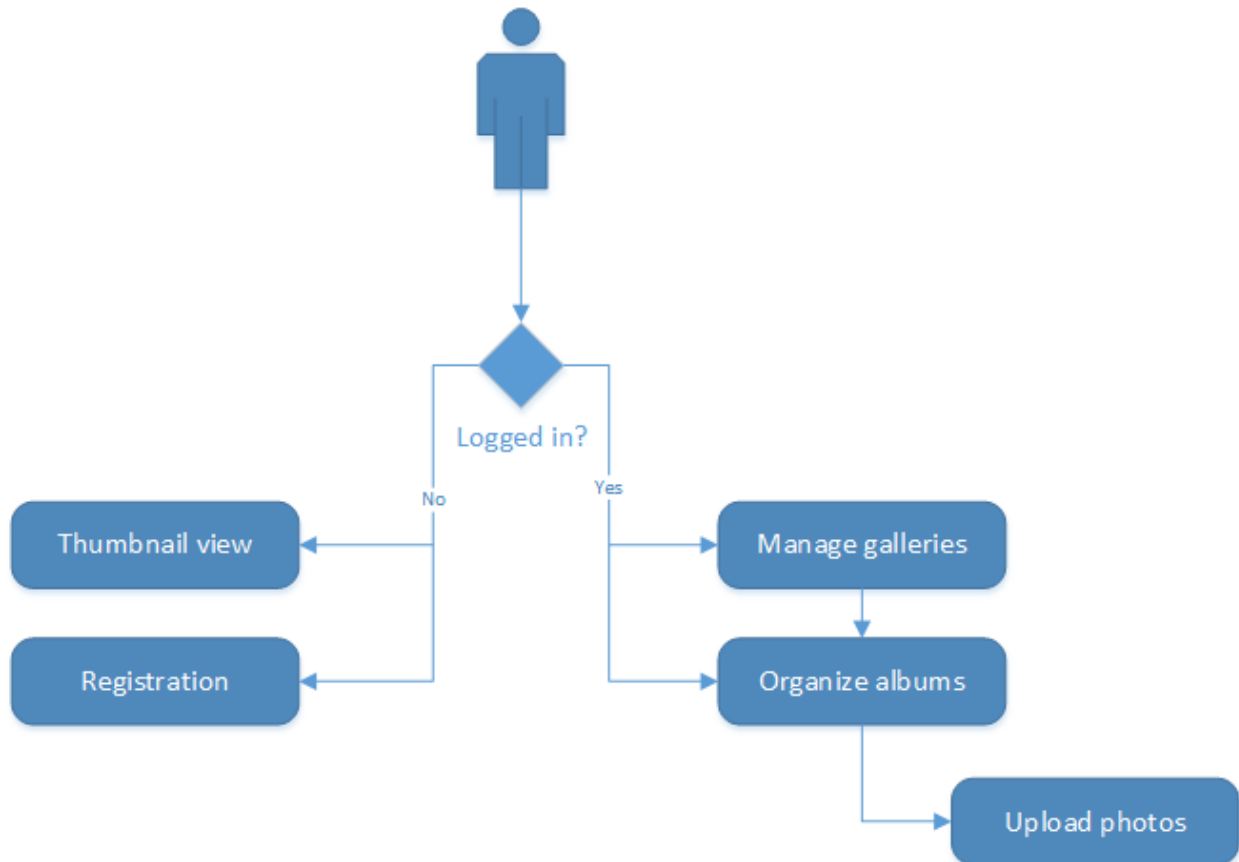 Logged in?
No
Yes
Thumbnail view
Manage galleries
Registration
Organize albums
Upload photos